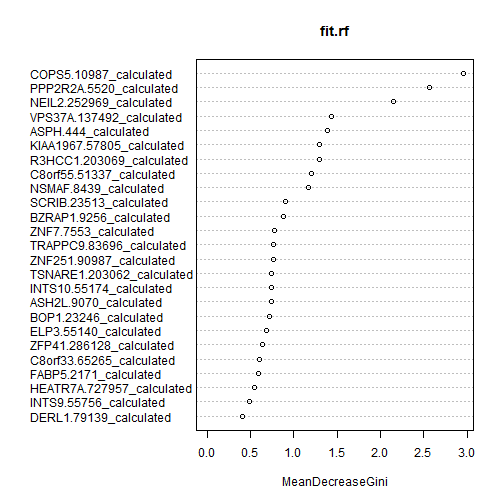 fit.rf
COPS5.10987_calculated
PPP2R2A.5520_calculated
NEIL2.252969_calculated
VPS37A.137492_calculated
ASPH.444_calculated
KIAA1967.57805_calculated
R3HCC1.203069_calculated
C8orf55.51337_calculated
NSMAF.8439_calculated
SCRIB.23513_calculated
BZRAP1.9256_calculated
ZNF7.7553_calculated
TRAPPC9.83696_calculated
ZNF251.90987_calculated
TSNARE1.203062_calculated
INTS10.55174_calculated
ASH2L.9070_calculated
BOP1.23246_calculated
ELP3.55140_calculated
ZFP41.286128_calculated
C8orf33.65265_calculated
FABP5.2171_calculated
HEATR7A.727957_calculated
INTS9.55756_calculated
DERL1.79139_calculated
0.0 0.5 1.0 1.5 2.0 2.5 3.0
MeanDecreaseGini